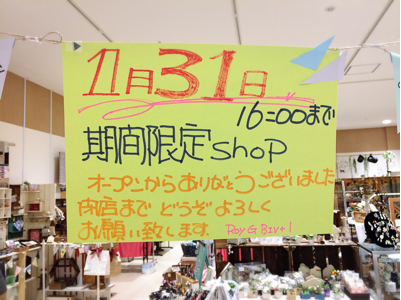 1月31日
16:00まで
期間限定shop
オープンからありがとうございました
閉店まで どうぞよろしく
お願い致します。 Roy G Biv+1